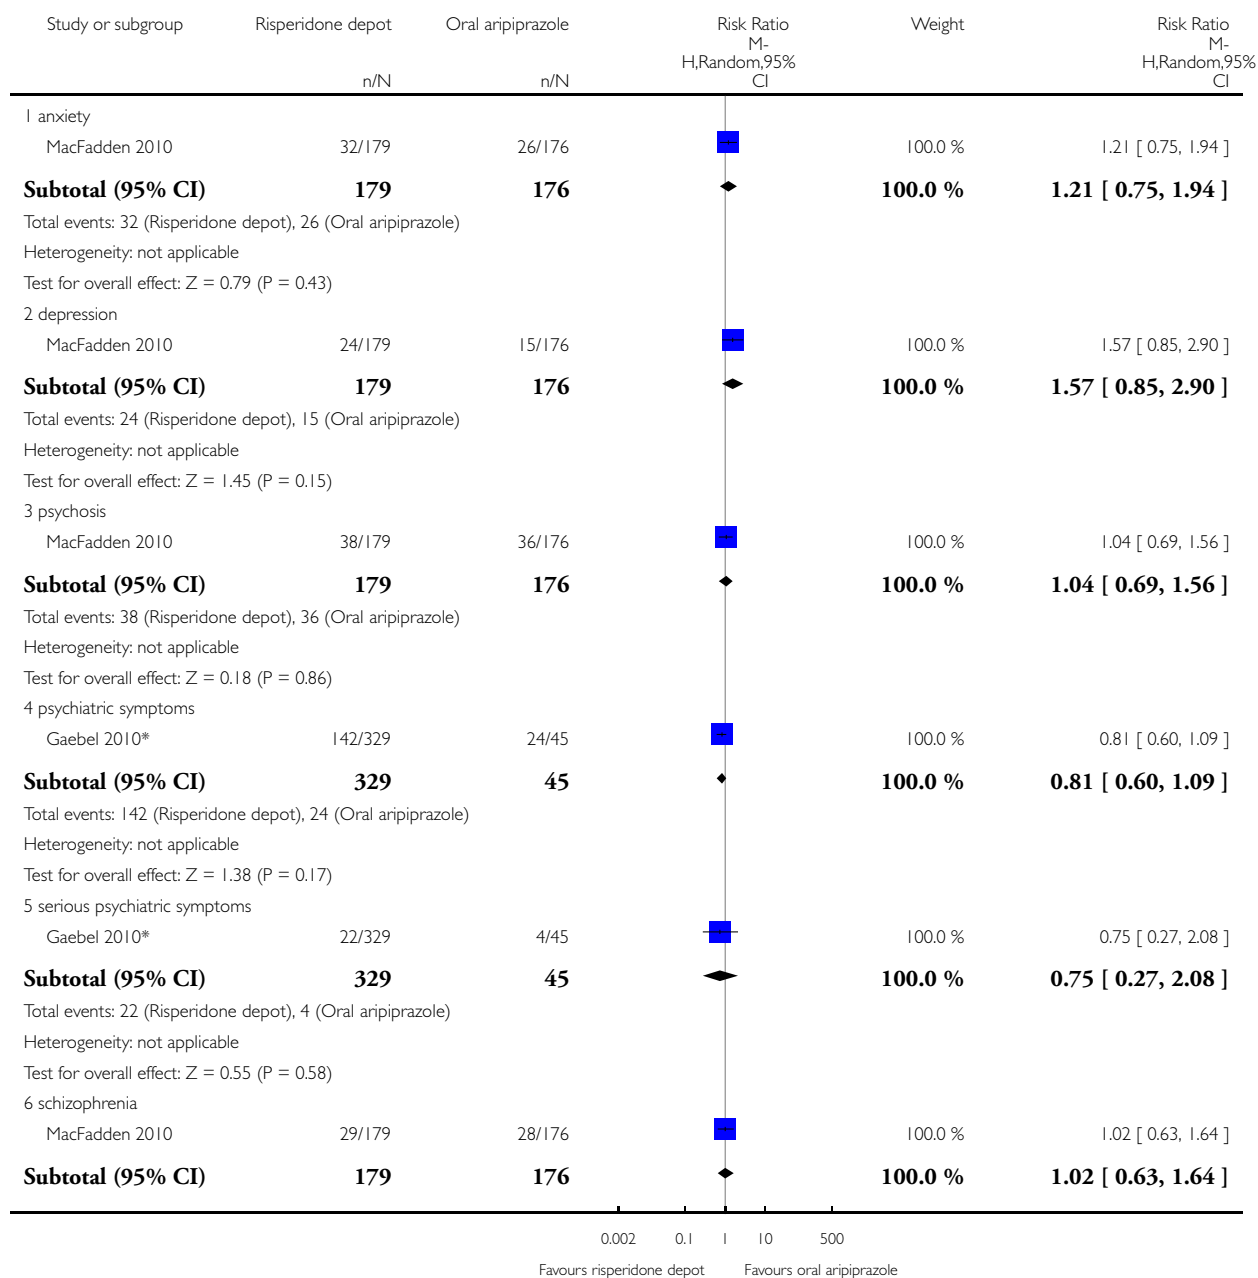 Study or subgroup Risperidone depot Oral aripiprazole Risk Ratio Weight Risk Ratio
M- M-
H,Random,95% H,Random,95%
n/N n/N CI CI
1 anxiety
MacFadden 2010 32/179 26/176 100.0 % 1.21 [ 0.75, 1.94 ]
Subtotal (95% CI) 179 176 100.0 % 1.21 [ 0.75, 1.94 ]
Total events: 32 (Risperidone depot), 26 (Oral aripiprazole)
Heterogeneity: not applicable
Test for overall effect: Z = 0.79 (P = 0.43)
2 depression
MacFadden 2010 24/179 15/176 100.0 % 1.57 [ 0.85, 2.90 ]
Subtotal (95% CI) 179 176 100.0 % 1.57 [ 0.85, 2.90 ]
Total events: 24 (Risperidone depot), 15 (Oral aripiprazole)
Heterogeneity: not applicable
Test for overall effect: Z = 1.45 (P = 0.15)
3 psychosis
MacFadden 2010 38/179 36/176 100.0 % 1.04 [ 0.69, 1.56 ]
Subtotal (95% CI) 179 176 100.0 % 1.04 [ 0.69, 1.56 ]
Total events: 38 (Risperidone depot), 36 (Oral aripiprazole)
Heterogeneity: not applicable
Test for overall effect: Z = 0.18 (P = 0.86)
4 psychiatric symptoms
Gaebel 2010* 142/329 24/45 100.0 % 0.81 [ 0.60, 1.09 ]
Subtotal (95% CI) 329 45 100.0 % 0.81 [ 0.60, 1.09 ]
Total events: 142 (Risperidone depot), 24 (Oral aripiprazole)
Heterogeneity: not applicable
Test for overall effect: Z = 1.38 (P = 0.17)
5 serious psychiatric symptoms
Gaebel 2010* 22/329 4/45 100.0 % 0.75 [ 0.27, 2.08 ]
Subtotal (95% CI) 329 45 100.0 % 0.75 [ 0.27, 2.08 ]
Total events: 22 (Risperidone depot), 4 (Oral aripiprazole)
Heterogeneity: not applicable
Test for overall effect: Z = 0.55 (P = 0.58)
6 schizophrenia
MacFadden 2010 29/179 28/176 100.0 % 1.02 [ 0.63, 1.64 ]
Subtotal (95% CI) 179 176 100.0 % 1.02 [ 0.63, 1.64 ]
0.002 0.1 1 10 500
Favours risperidone depot Favours oral aripiprazole